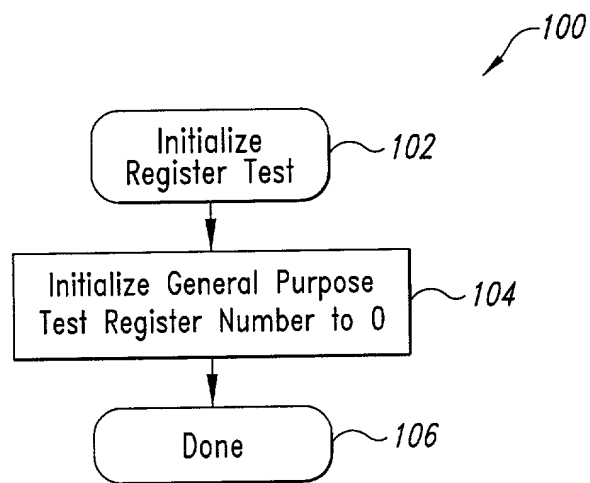 100
Initialize
Register Test
102
Initialize General Purpose
Test Register Number to 0
104
Done
106